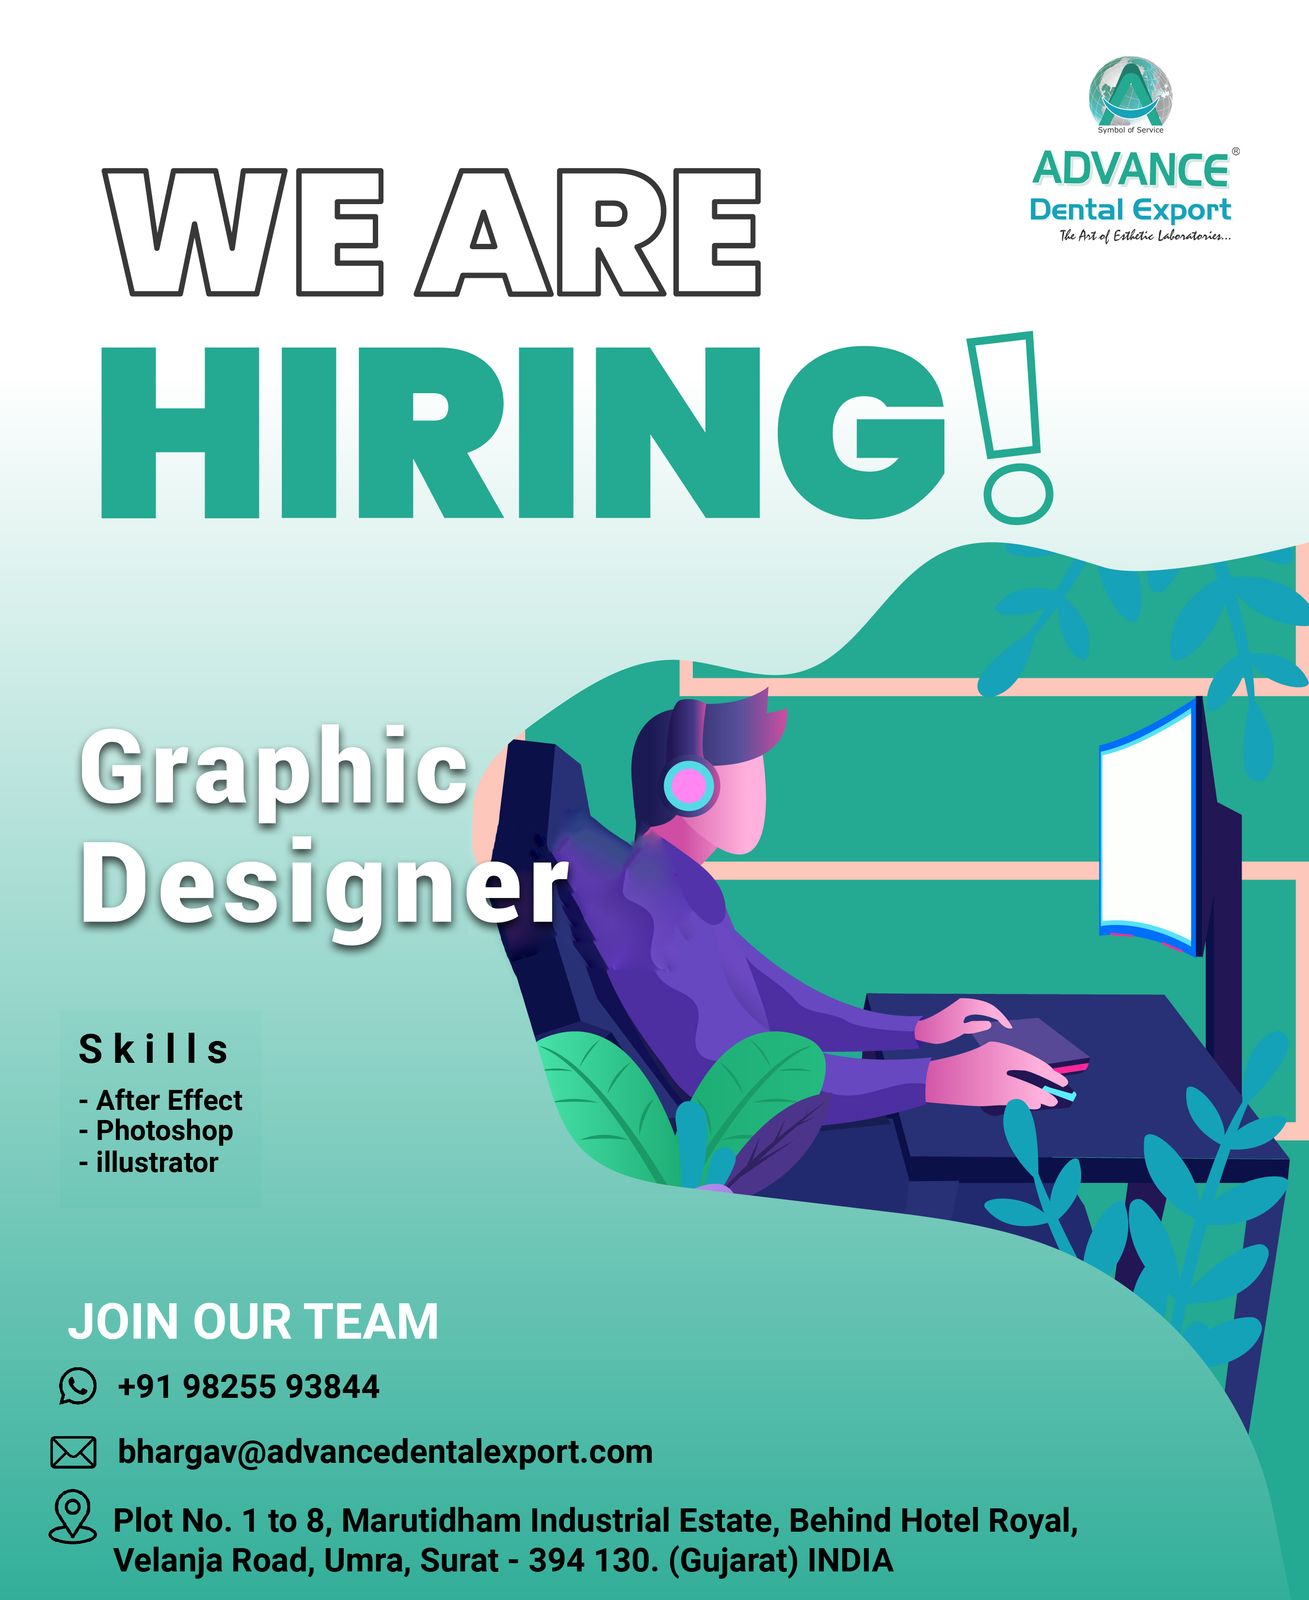 Symbol of Service
ADVANCE®
Dental Export
The Art of Esthetic Laboratories...
WE ARE
HIRING!
Graphic
Designer
Skills
- After Effect
- Photoshop
- illustrator
JOIN OUR TEAM
+91 98255 93844
bhargav@advancedentalexport.com
Plot No. 1 to 8, Marutidham Industrial Estate, Behind Hotel Royal,
Velanja Road, Umra, Surat - 394 130. (Gujarat) INDIA